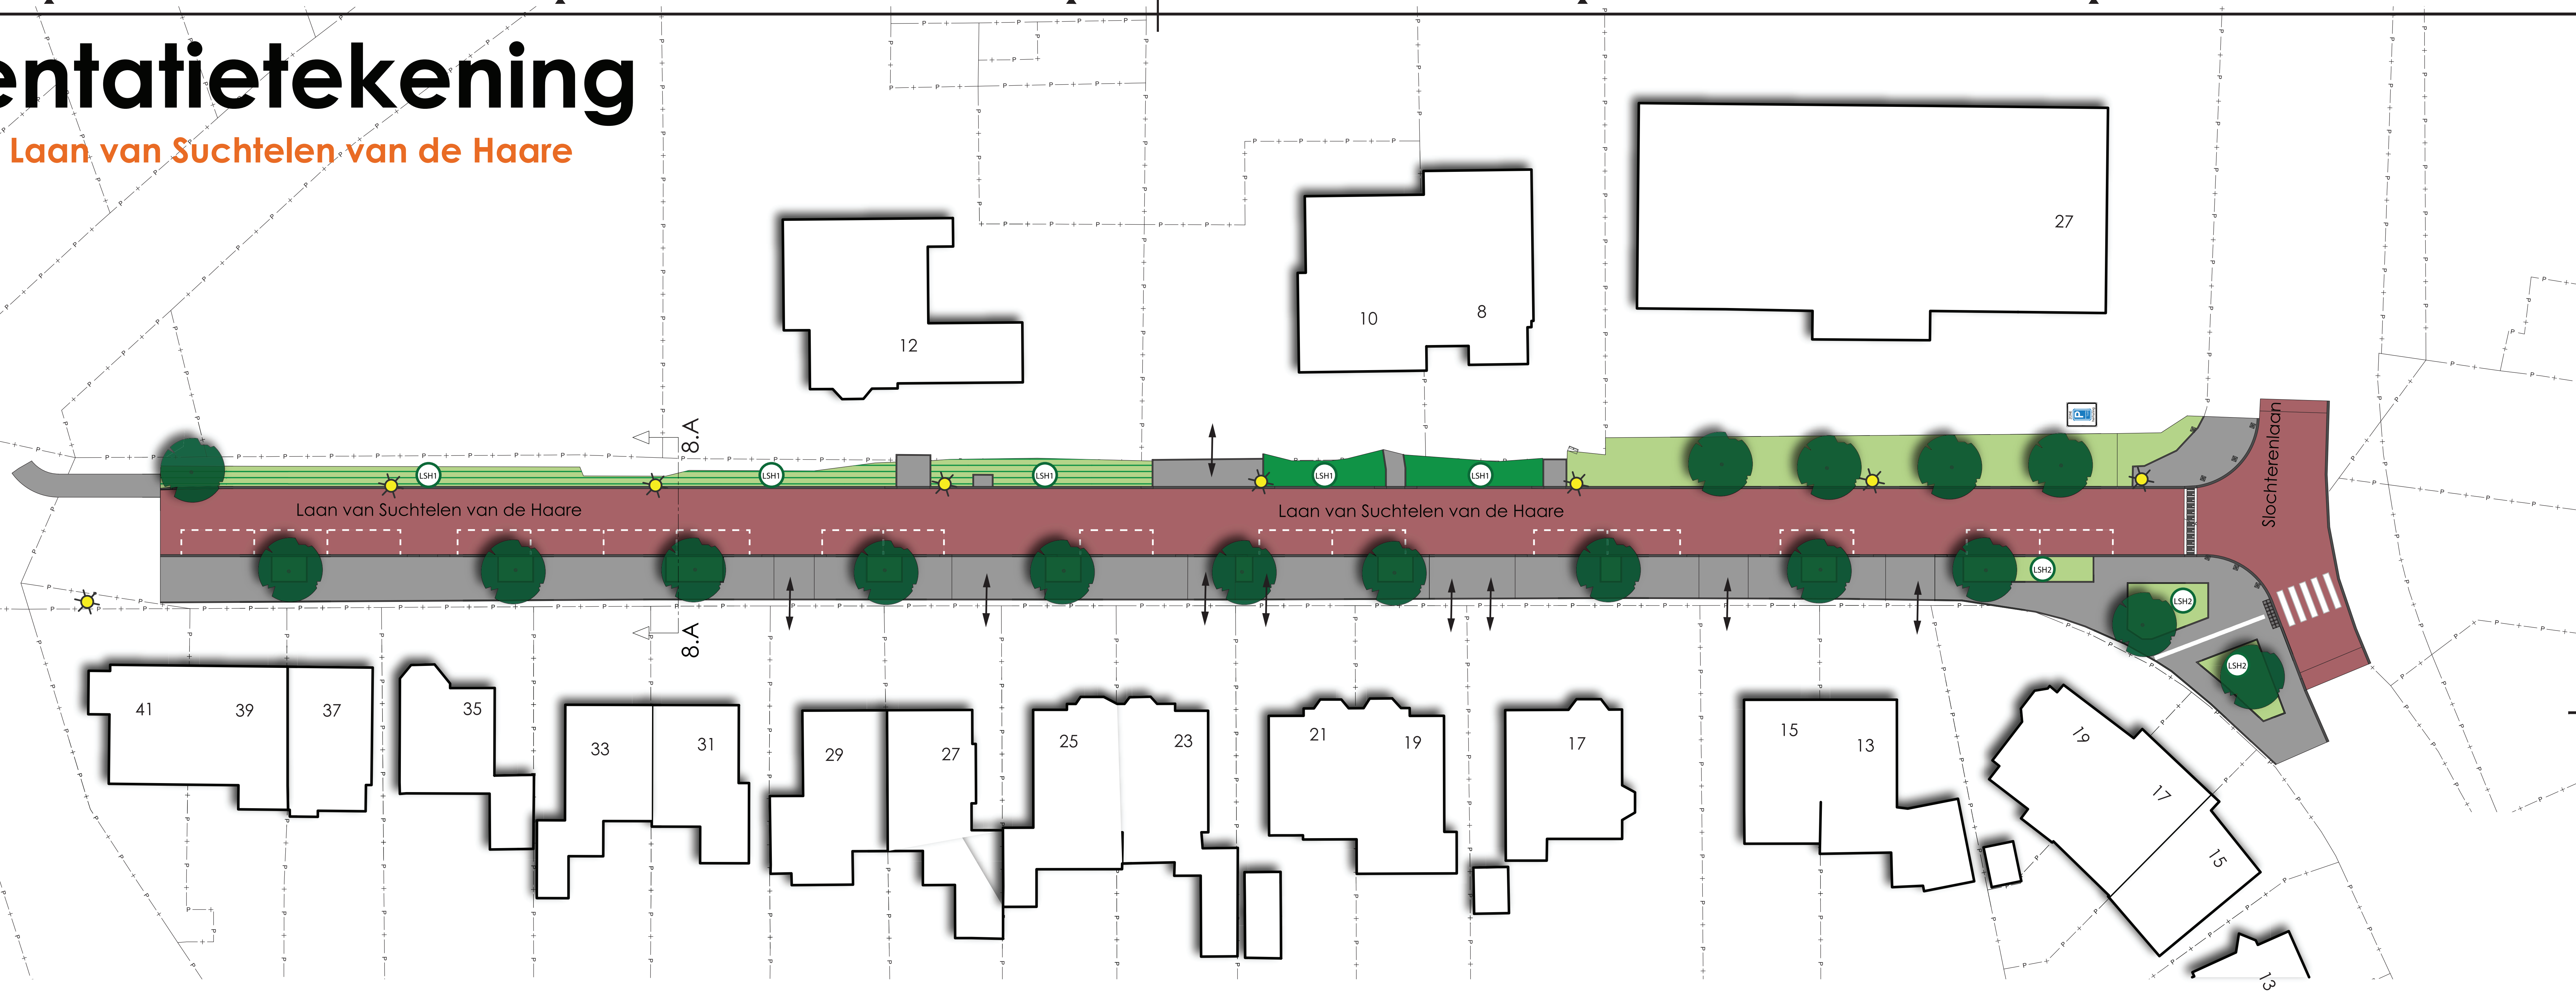 entatietekening
Laan van Suchtelen van de Haare
27
10
8
12
8.A
LSH1
LSH1
LSH1
LSH1
LSH1
P
Slochterenlaan
Laan van Suchtelen van de Haare
Laan van Suchtelen van de Haare
LSH2
LSH2
LSH2
8.A
41
39
37
35
33
31
29
27
25
23
21
19
17
15
13
19
17
15
13